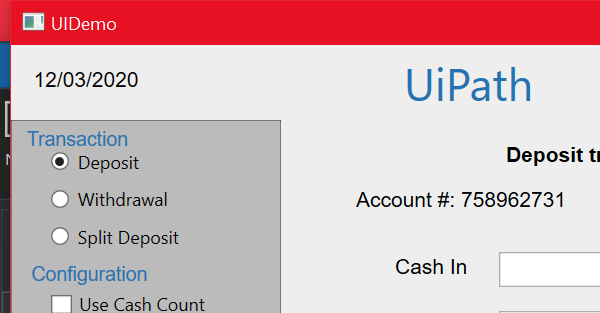 UIDemo
12/03/2020
UiPath
Transaction
Deposit
Withdrawal
Split Deposit
Configuration
Use Cash Count
Deposit
Account #: 758962731
Cash In